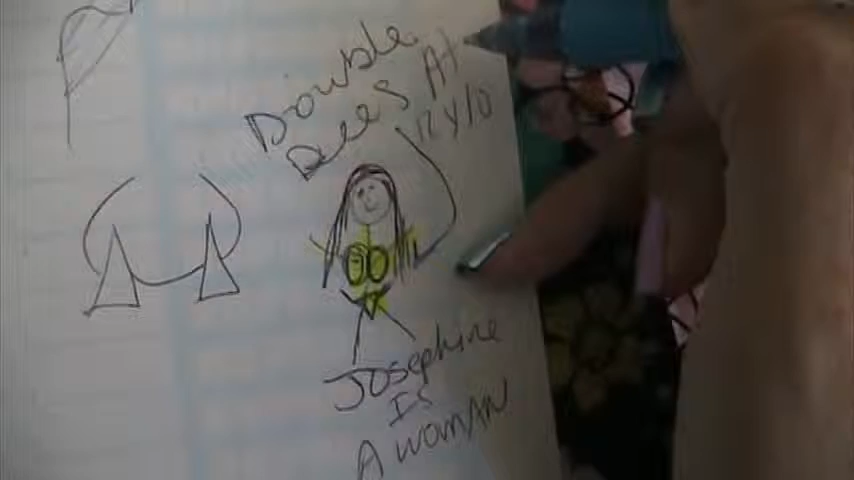 Double
Dees At
12 y/o
Josephine
Is
A WOMAN